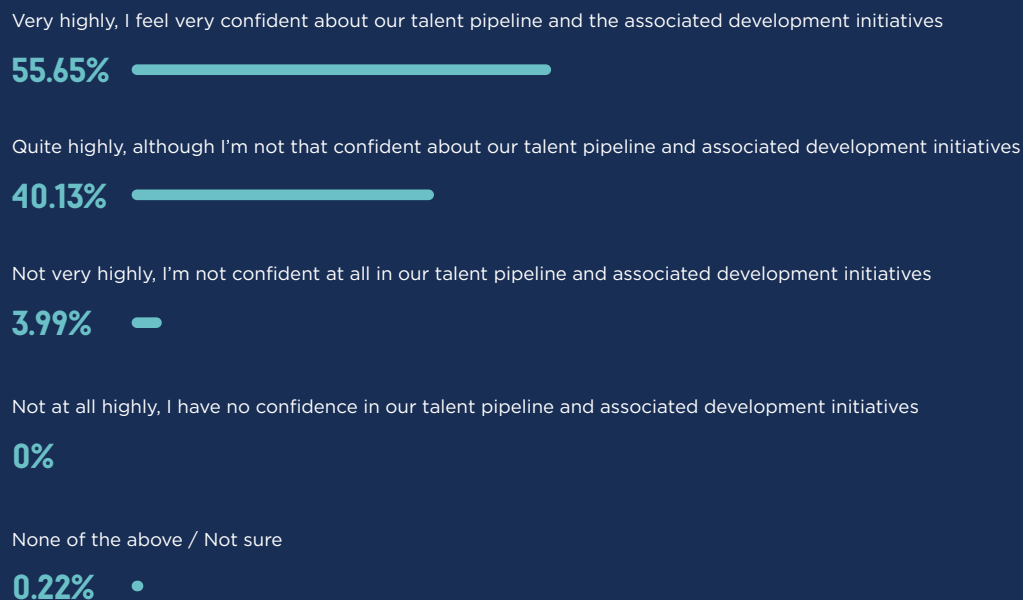 Very highly, I feel very confident about our talent pipeline and the associated development initiatives
55.65%
Quite highly, although I’m not that confident about our talent pipeline and associated development initiatives
40.13%
Not very highly, I’m not confident at all in our talent pipeline and associated development initiatives
3.99%
Not at all highly, I have no confidence in our talent pipeline and associated development initiatives
0%
None of the above / Not sure
0.22%